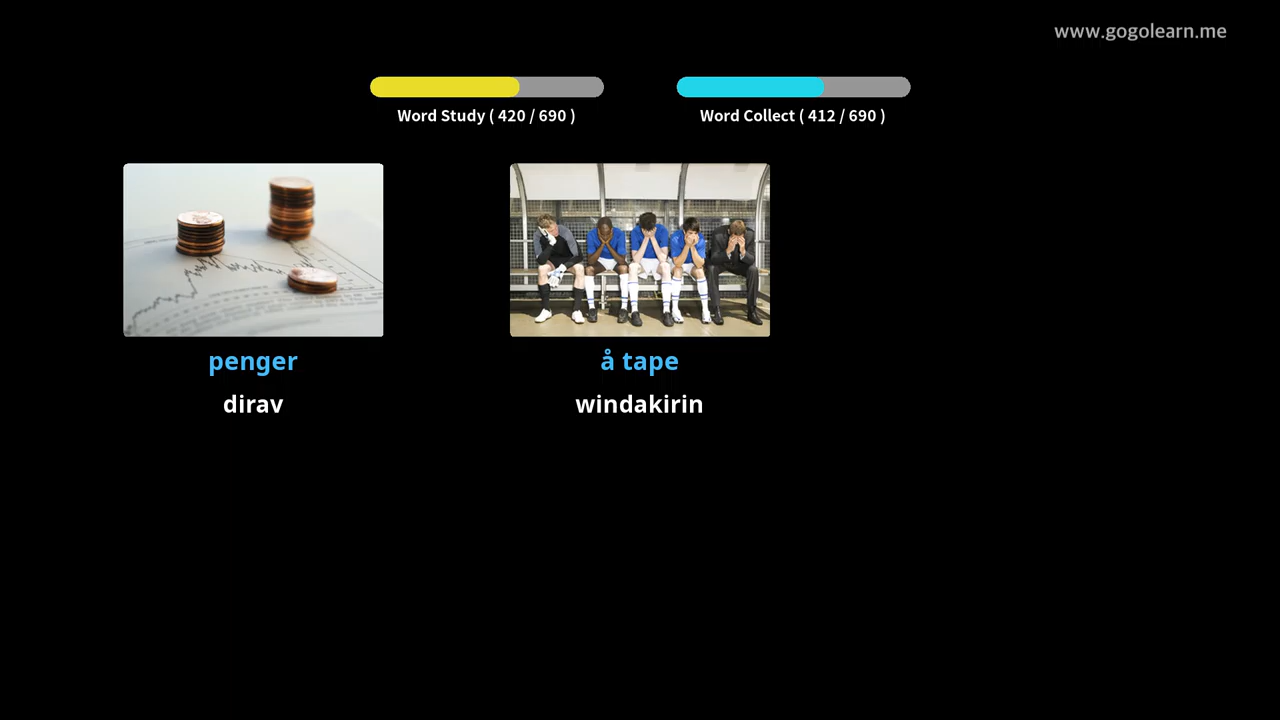 www.gogolearn.me
Word Study ( 420 / 690 )
Word Collect ( 412 / 690 )
penger
å tape
dirav
windakirin